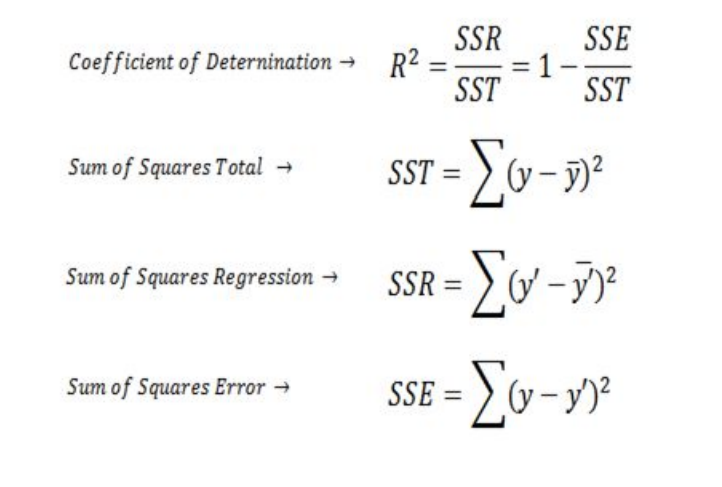 Coefficient of Deternination → R² = SSR/SST = 1 − SSE/SST
Sum of Squares Total → SST = ∑(y − ȳ)²
Sum of Squares Regression → SSR = ∑(y′ − y̅′)²
Sum of Squares Error → SSE = ∑(y − y′)²